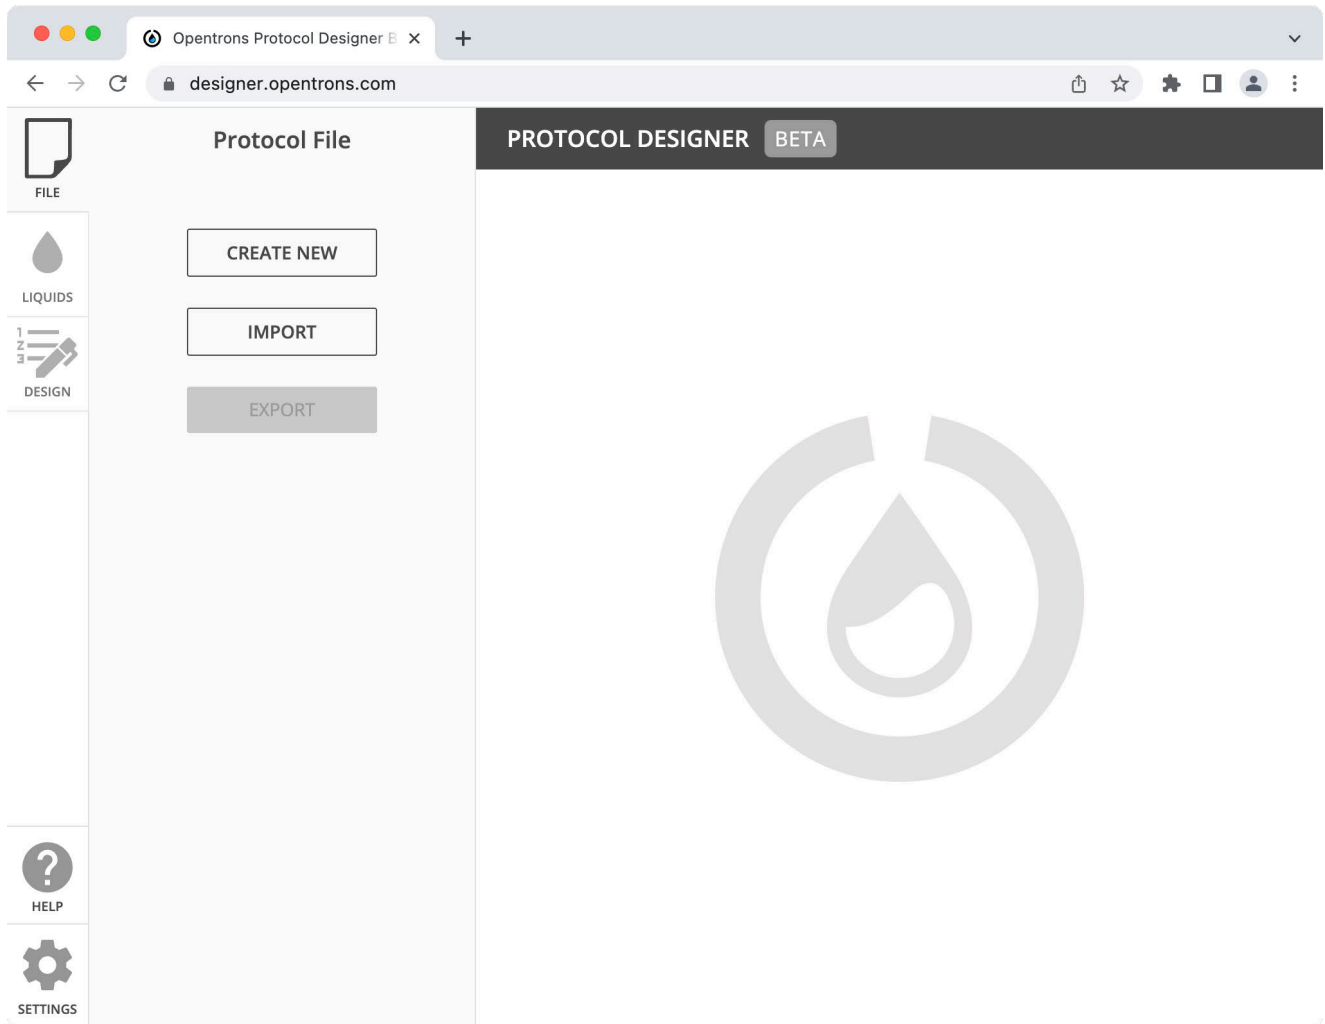 Opentrons Protocol Designer B
designer.opentrons.com
FILE
LIQUIDS
1
2
3
DESIGN
HELP
SETTINGS
Protocol File
CREATE NEW
IMPORT
EXPORT
PROTOCOL DESIGNER BETA